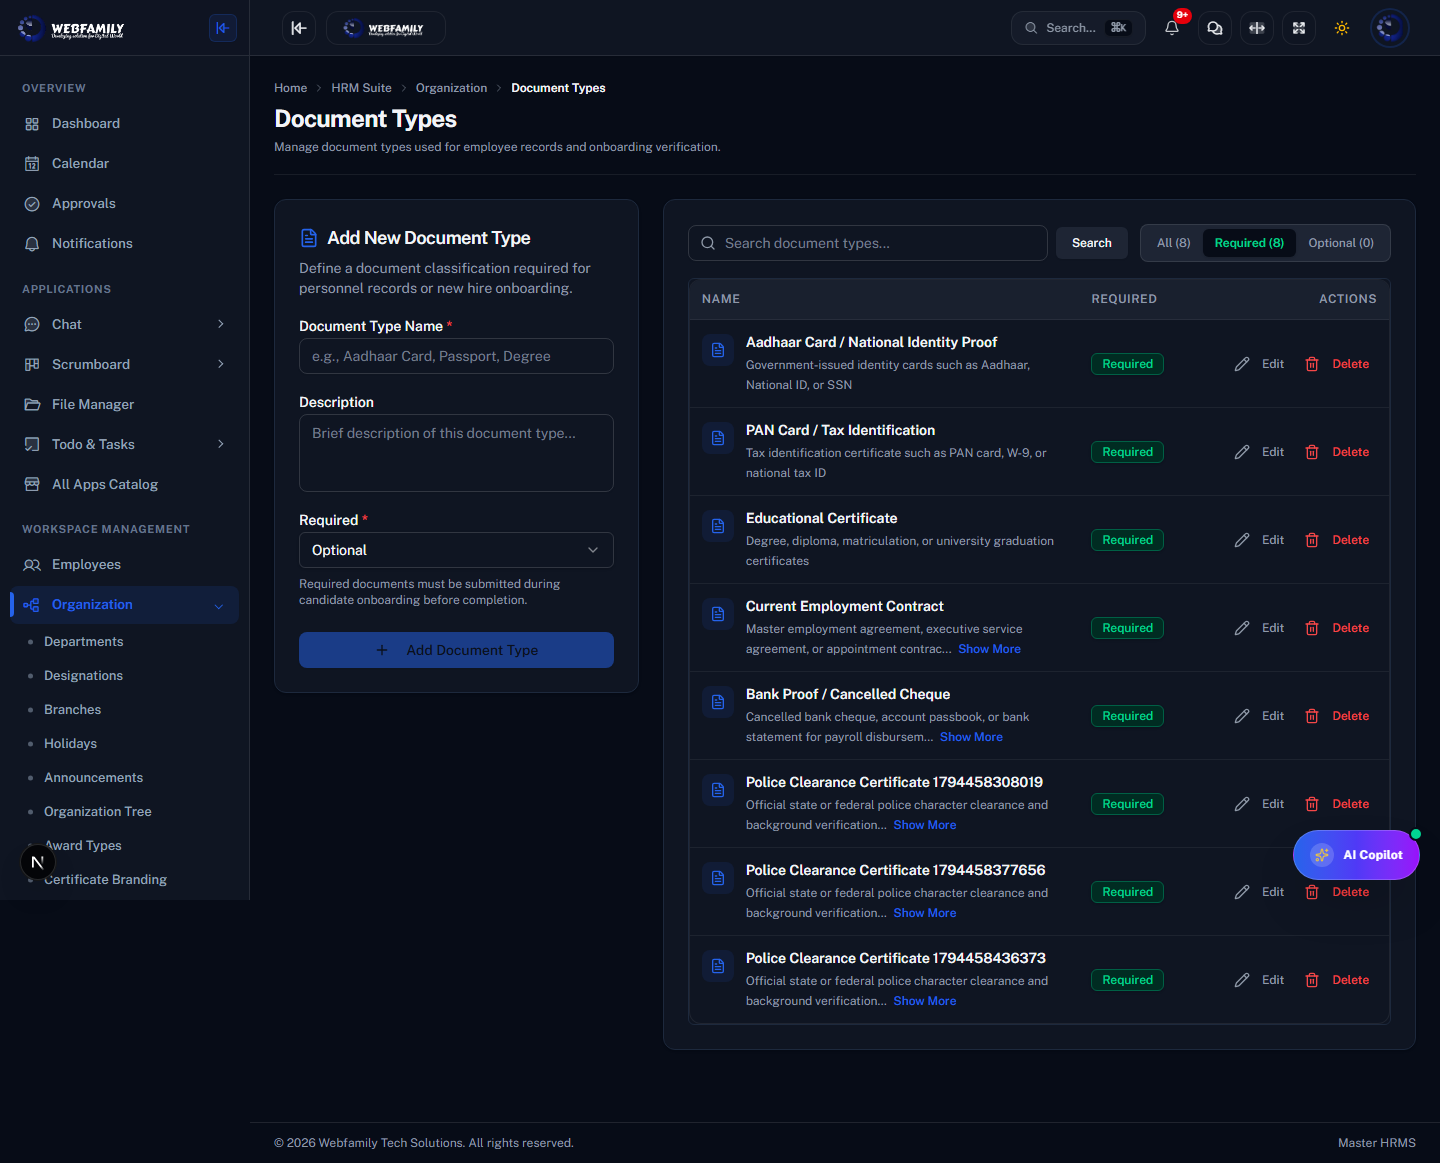 WEBFAMILY
WEBFAMILY
Search...
⌘K
9+
OVERVIEW
Dashboard
12
Calendar
Approvals
Notifications
APPLICATIONS
Chat
Scrumboard
File Manager
Todo & Tasks
All Apps Catalog
WORKSPACE MANAGEMENT
Employees
Organization
Departments
Designations
Branches
Holidays
Announcements
Organization Tree
Award Types
N
Certificate Branding
Home
HRM Suite
Organization
Document Types
Document Types
Manage document types used for employee records and onboarding verification.
Add New Document Type
Define a document classification required for
personnel records or new hire onboarding.
Document Type Name *
e.g., Aadhaar Card, Passport, Degree
Description
Brief description of this document type...
Required *
Optional
Required documents must be submitted during
candidate onboarding before completion.
Add Document Type
Search document types...
Search
All (8)
Required (8)
Optional (0)
NAME
REQUIRED
ACTIONS
Aadhaar Card / National Identity Proof
Government-issued identity cards such as Aadhaar,
National ID, or SSN
Required
Edit
Delete
PAN Card / Tax Identification
Tax identification certificate such as PAN card, W-9, or
national tax ID
Required
Edit
Delete
Educational Certificate
Degree, diploma, matriculation, or university graduation
certificates
Required
Edit
Delete
Current Employment Contract
Master employment agreement, executive service
agreement, or appointment contrac... Show More
Required
Edit
Delete
Bank Proof / Cancelled Cheque
Cancelled bank cheque, account passbook, or bank
statement for payroll disbursem... Show More
Required
Edit
Delete
Police Clearance Certificate 1794458308019
Official state or federal police character clearance and
background verification... Show More
Required
Edit
Delete
AI Copilot
Police Clearance Certificate 1794458377656
Official state or federal police character clearance and
background verification... Show More
Required
Edit
Delete
Police Clearance Certificate 1794458436373
Official state or federal police character clearance and
background verification... Show More
Required
Edit
Delete
© 2026 Webfamily Tech Solutions. All rights reserved.
Master HRMS